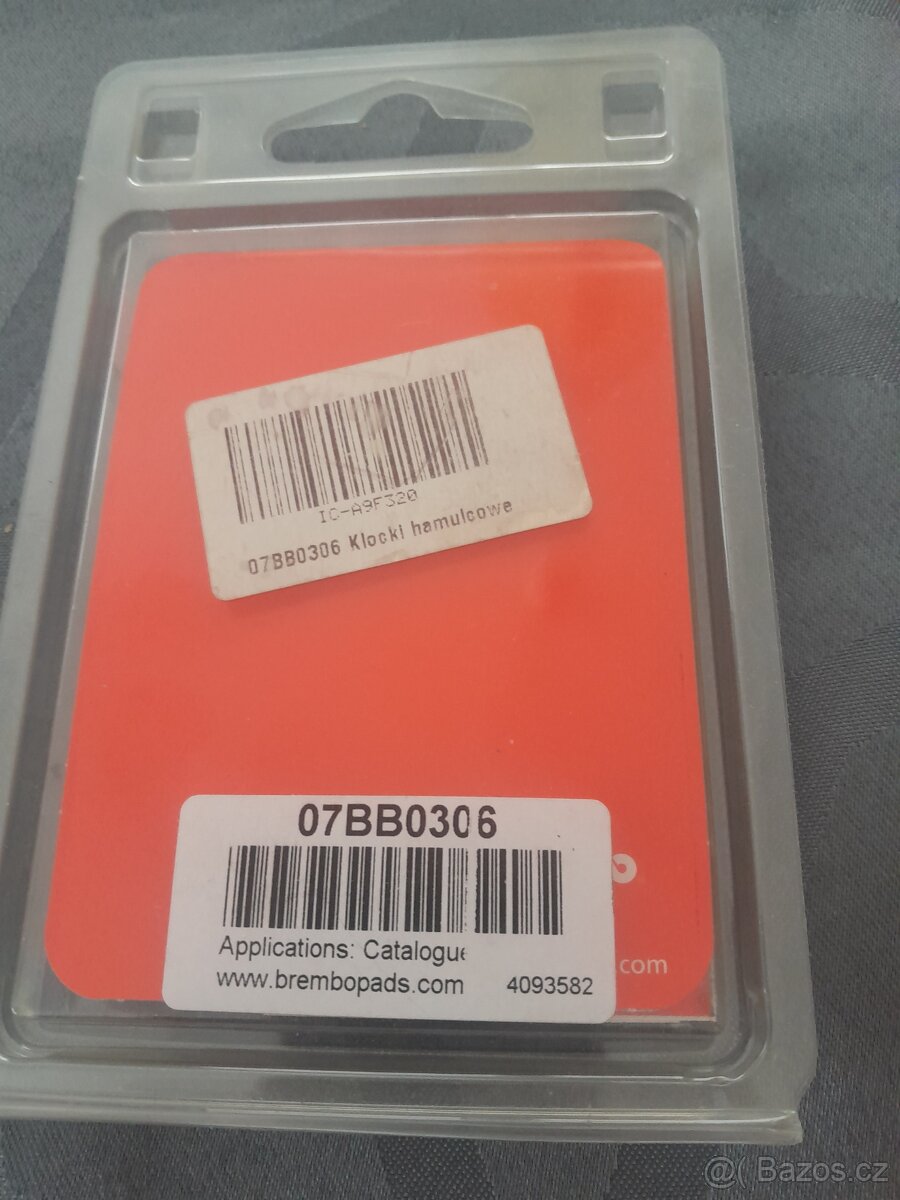 IC-A9F320
07BB0306 Klocki hamulcowe
07BB0306
Applications: Catalogue
www.brembopads.com 4093582
.com
@( Bazos.cz